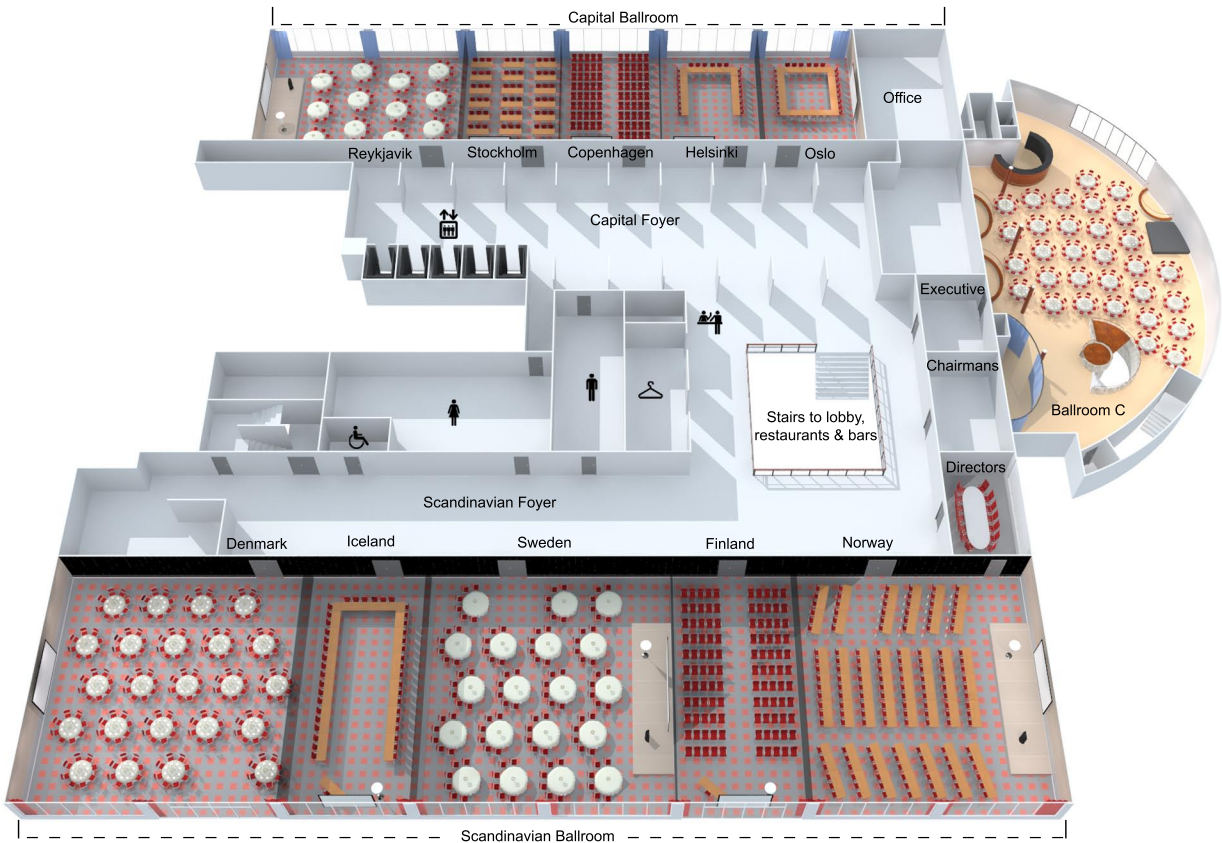 Capital Ballroom
Office
Reykjavik
Stockholm
Copenhagen
Helsinki
Oslo
Capital Foyer
Executive
Chairmans
Ballroom C
Stairs to lobby,
restaurants & bars
Directors
Scandinavian Foyer
Denmark
Iceland
Sweden
Finland
Norway
Scandinavian Ballroom